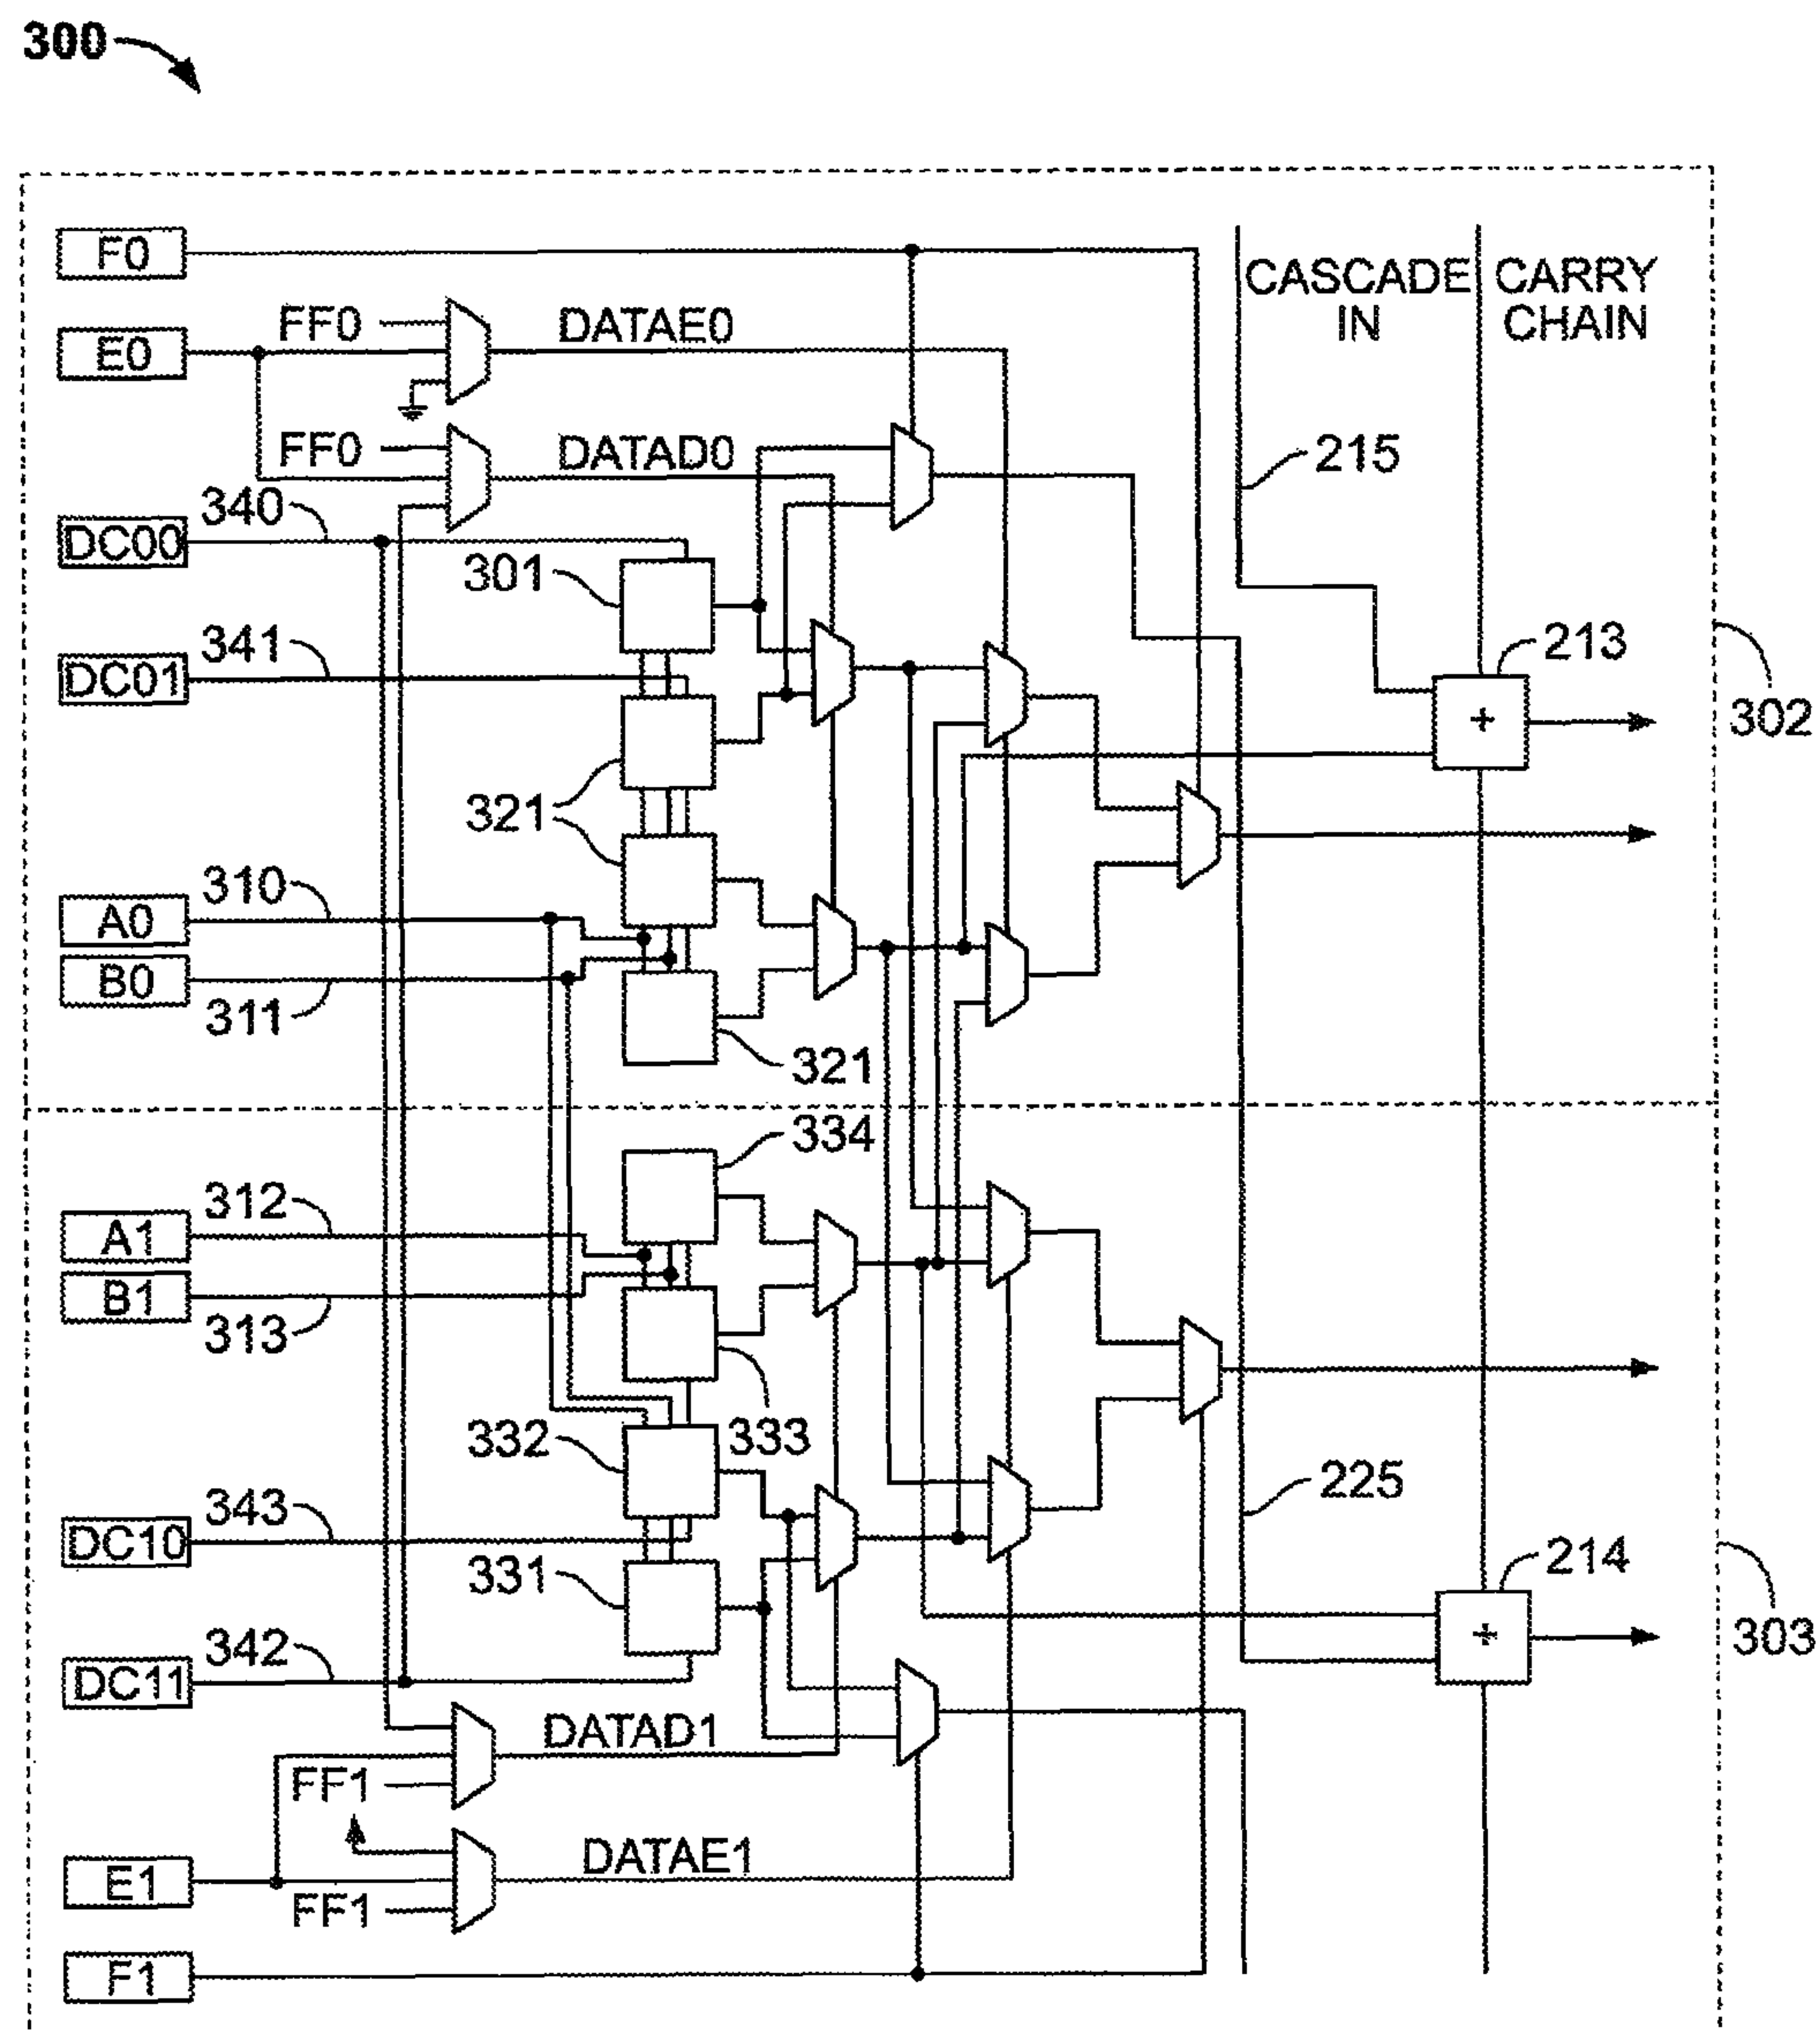 300
F0
CASCADE IN
CARRY CHAIN
FF0
DATAE0
E0
FF0
DATAD0
215
340
DC00
301
341
DC01
213
302
321
310
A0
B0
311
321
334
312
A1
B1
313
332
333
343
DC10
225
331
214
342
303
DC11
DATAD1
FF1
DATAE1
E1
FF1
F1
+
+